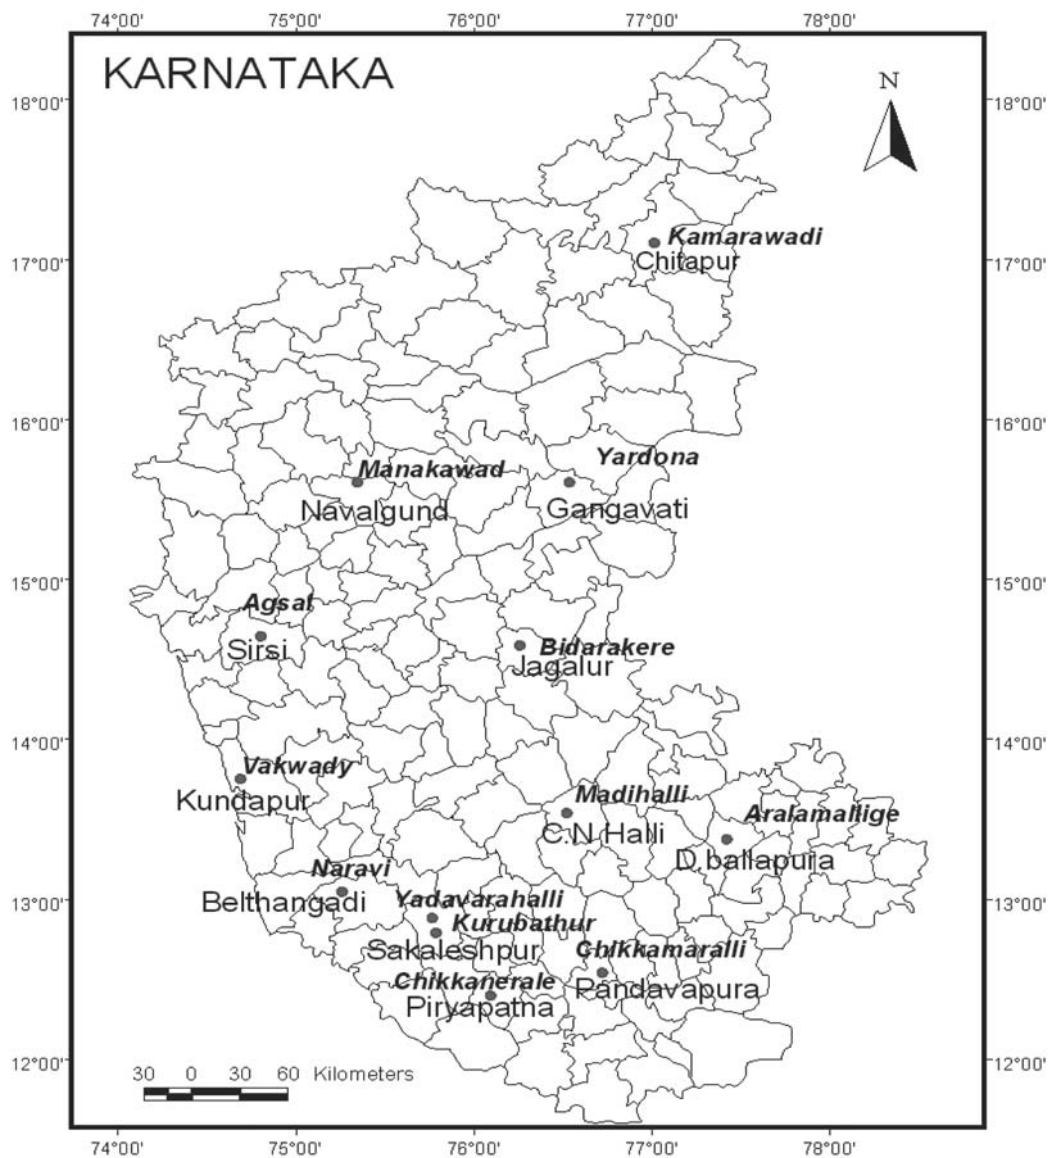 74°00' 75°00' 76°00' 77°00' 78°00'
KARNATAKA
N
18°00' 18°00'
Kamarawadi
Chitapur
17°00' 17°00'
16°00' 16°00'
Manakawad
Yardona
Navalgund
Gangavati
15°00' 15°00'
Agsal
Sirsi
Bidarakere
Jagalur
14°00' 14°00'
Vakwady
Kundapur
Madihalli
C.N Halli
Aralamallige
D.ballapura
Naravi
Belthangadi
13°00' 13°00'
Yadavarahalli
Kurubathur
Sakaleshpur
Chikkamaralli
Pandavapura
Chikkanerale
Piryapatna
12°00' 12°00'
30 0 30 60 Kilometers
74°00' 75°00' 76°00' 77°00' 78°00'